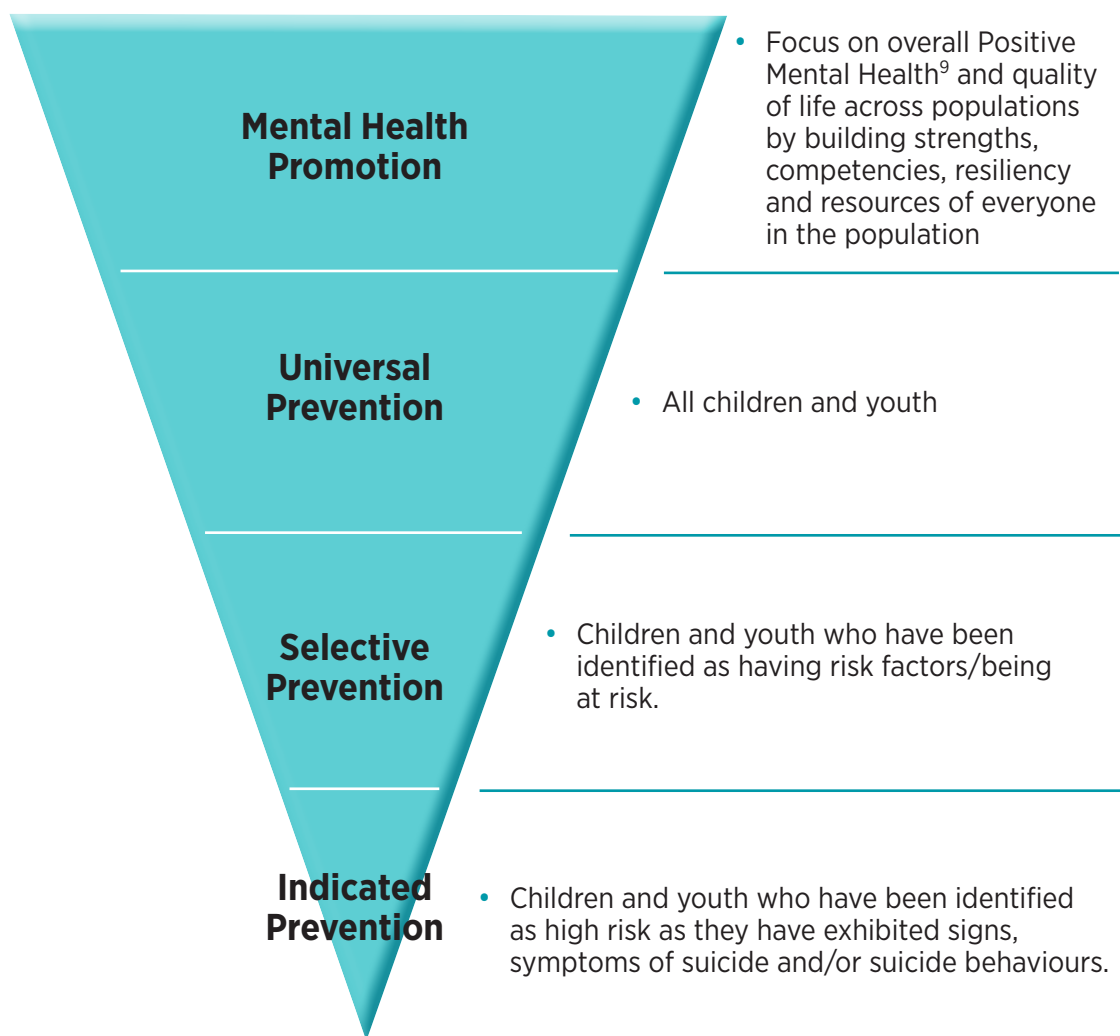 Mental Health
Promotion
• Focus on overall Positive
Mental Health⁹ and quality
of life across populations
by building strengths,
competencies, resiliency
and resources of everyone
in the population
Universal
Prevention
• All children and youth
Selective
Prevention
• Children and youth who have been
identified as having risk factors/being
at risk.
Indicated
Prevention
• Children and youth who have been identified
as high risk as they have exhibited signs,
symptoms of suicide and/or suicide behaviours.